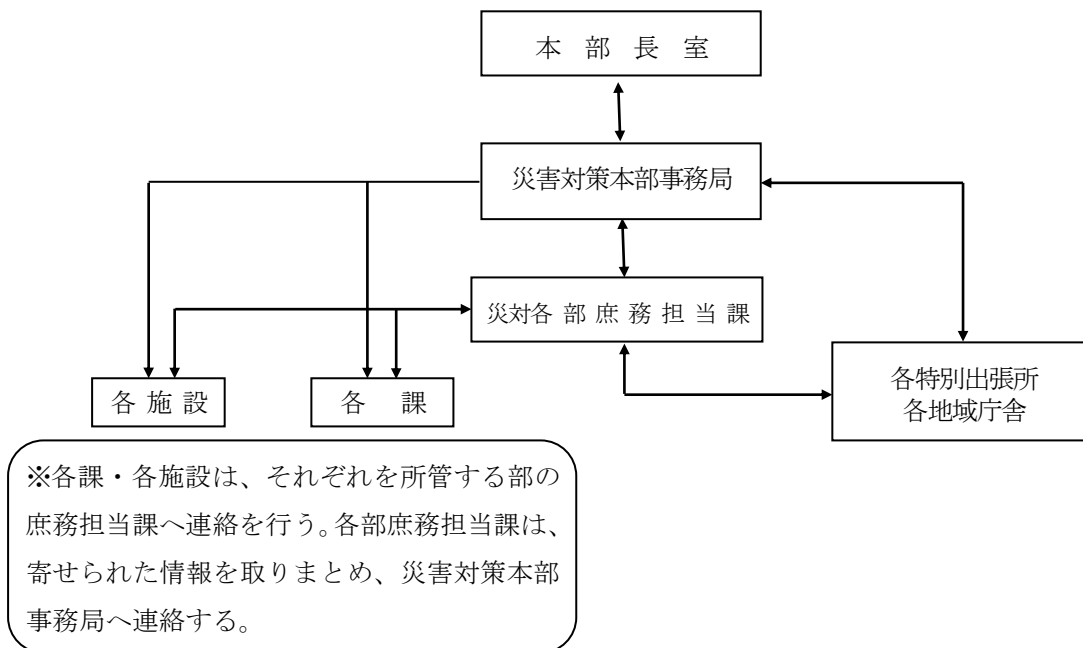 本部長室
災害対策本部事務局
災対各部庶務担当課
各施設
各課
各特別出張所
各地域庁舎
※各課・各施設は、それぞれを所管する部の
庶務担当課へ連絡を行う。各部庶務担当課は、
寄せられた情報を取りまとめ、災害対策本部
事務局へ連絡する。